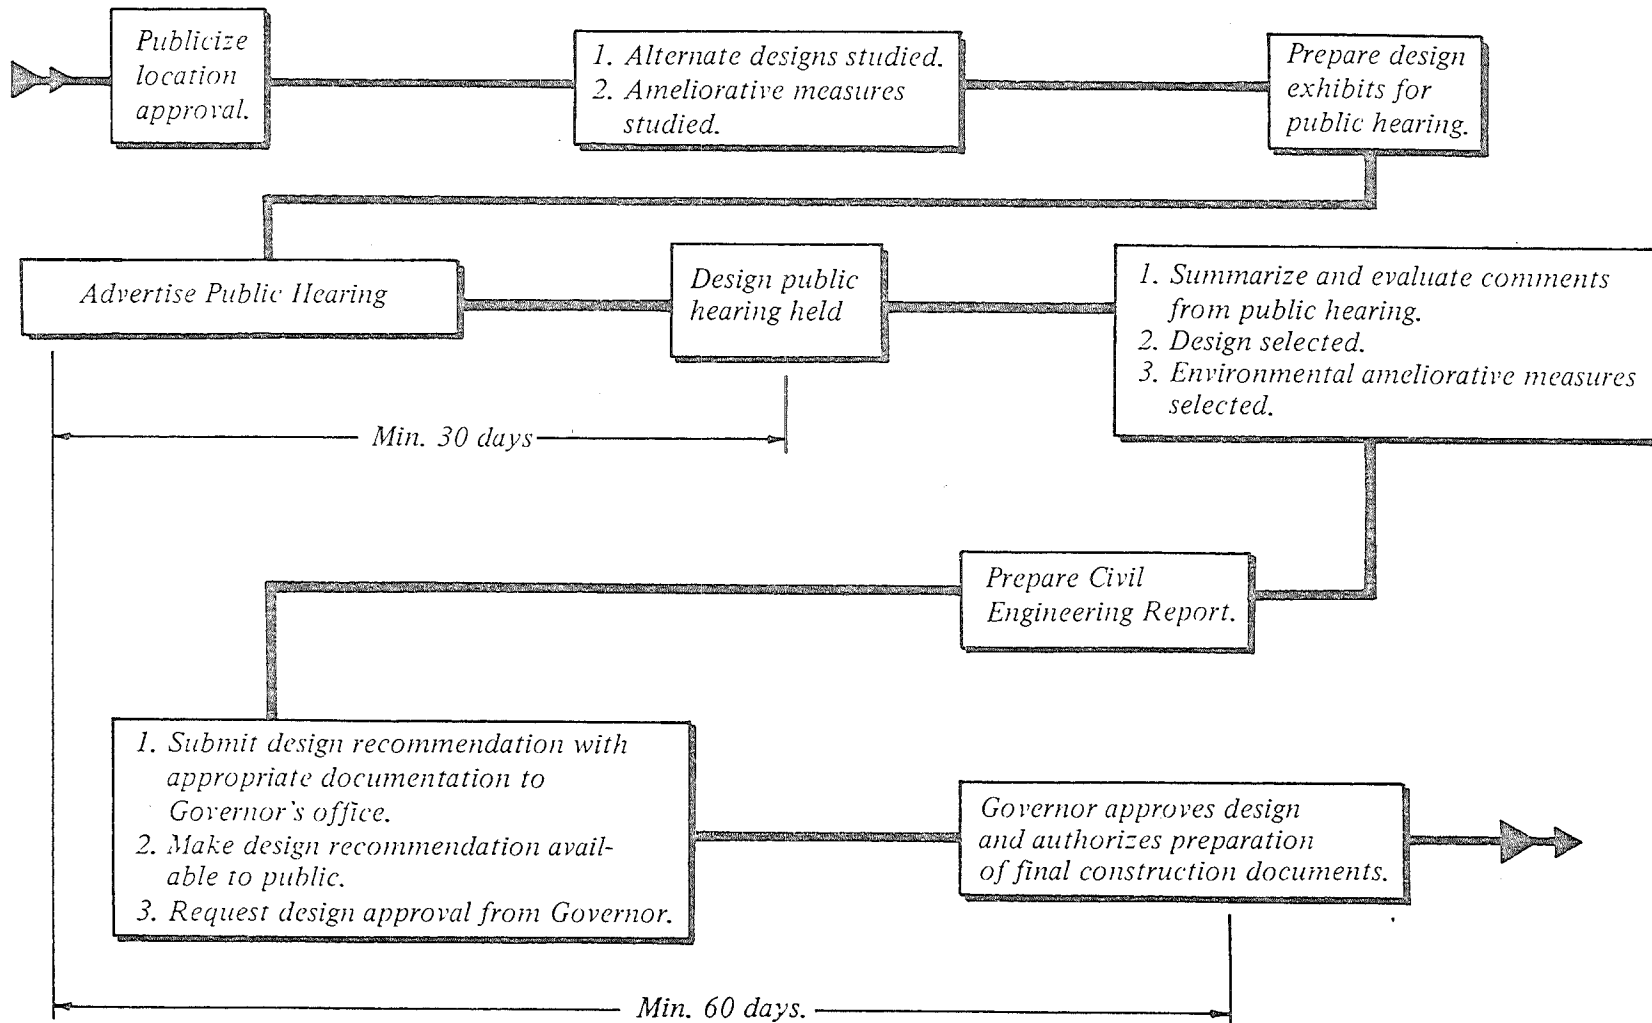 Publicize
location
approval.
1. Alternate designs studied.
2. Ameliorative measures
studied.
Prepare design
exhibits for
public hearing.
Advertise Public Hearing
Design public
hearing held
1. Summarize and evaluate comments
from public hearing.
2. Design selected.
3. Environmental ameliorative measures
selected.
Min. 30 days
Prepare Civil
Engineering Report.
1. Submit design recommendation with
appropriate documentation to
Governor's office.
2. Make design recommendation avail-
able to public.
3. Request design approval from Governor.
Governor approves design
and authorizes preparation
of final construction documents.
Min. 60 days.